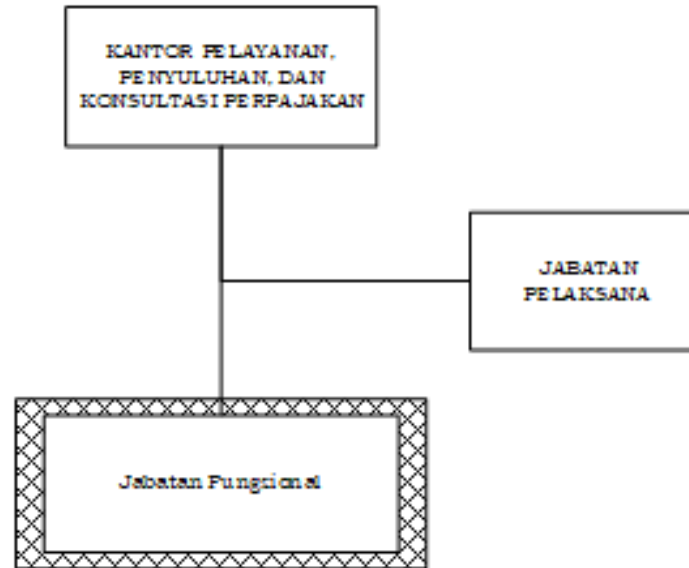 KANTOR PELAYANAN,
PENYULUHAN, DAN
KONSULTASI PERPAJAKAN
JABATAN
PELAKSANA
Jabatan Fungsional